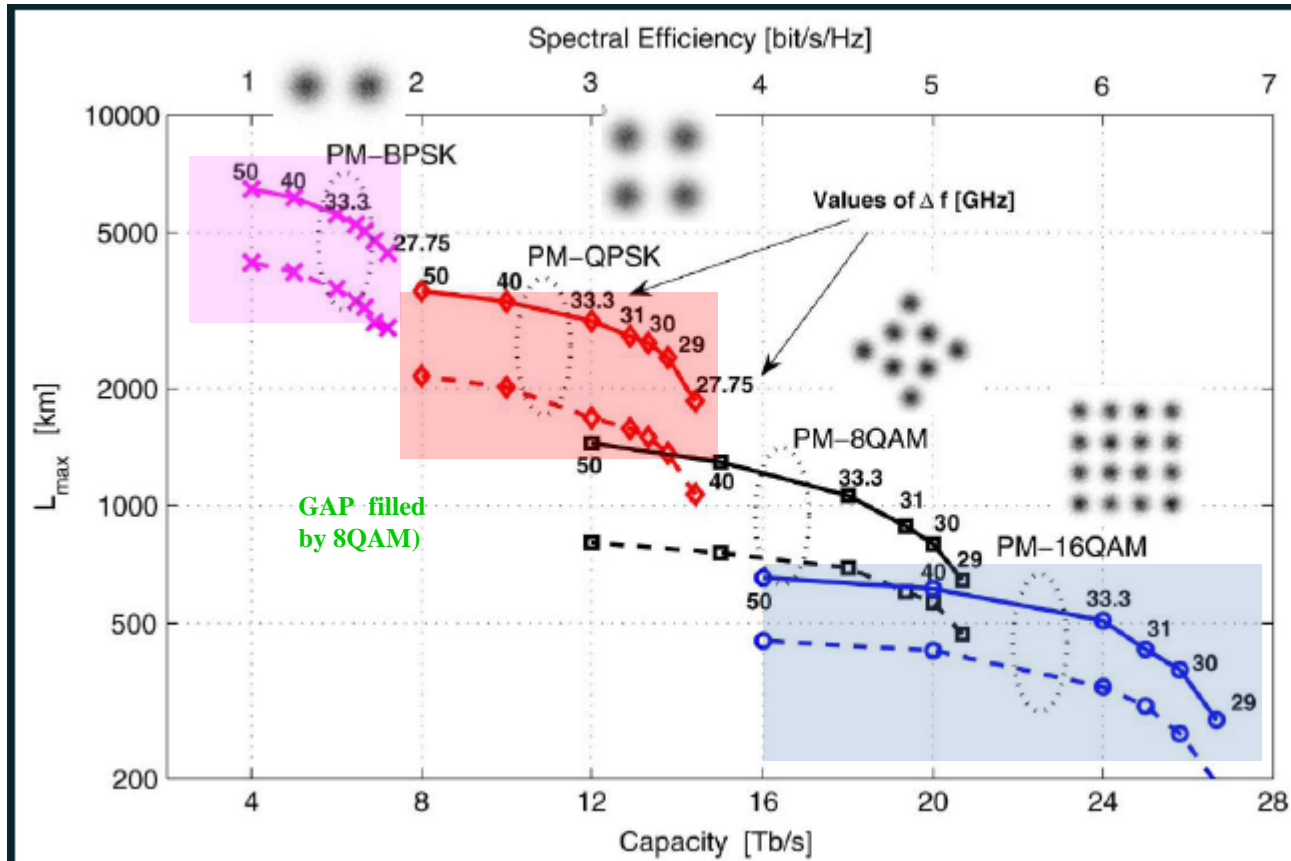 Spectral Efficiency [bit/s/Hz]
1 2 3 4 5 6 7
10000
5000
2000
1000
500
200
L max [km]
PM-BPSK
50 40 33.3 27.75
PM-QPSK
50 40 33.3 31 30 29 27.75
Values of Δ f [GHz]
PM-8QAM
50 40 33.3 31 30 29
PM-16QAM
50 40 33.3 31 30 29
GAP filled
by 8QAM)
4 8 12 16 20 24 28
Capacity [Tb/s]